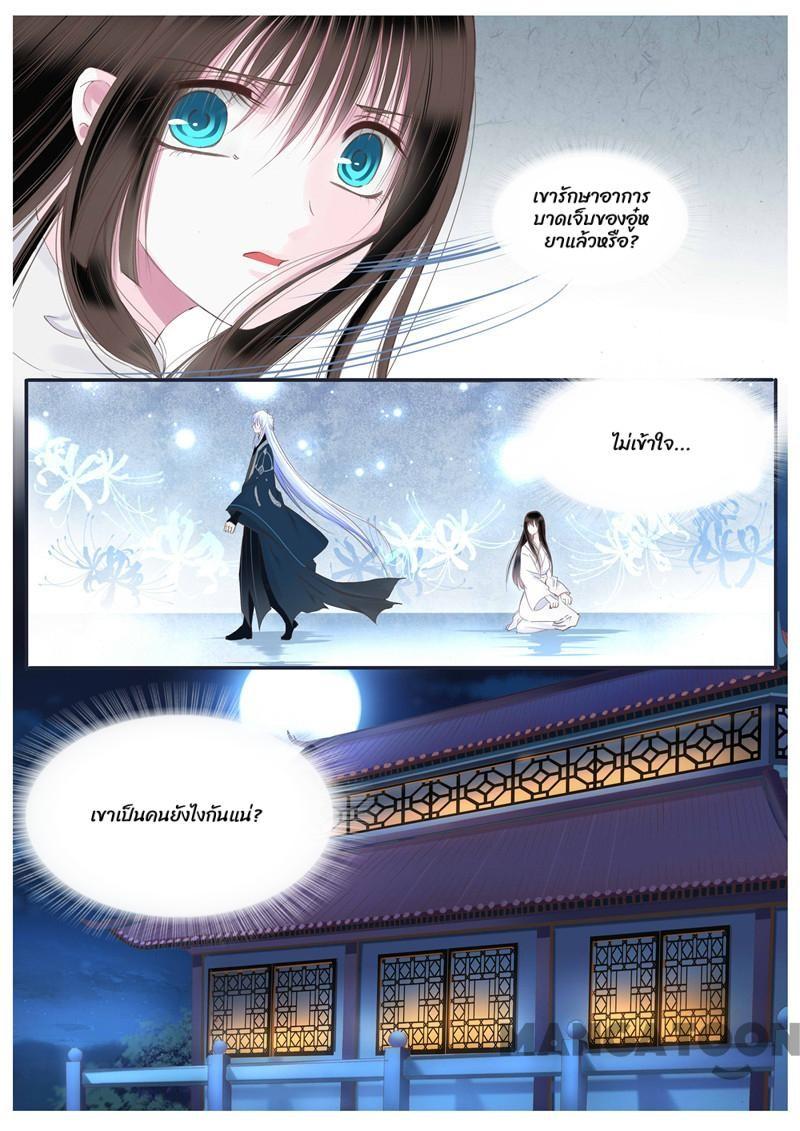 เขารักษาอาการ
บาดเจ็บของอู๋ห
ยาแล้วหรือ?
ไม่เข้าใจ...
เขาเป็นคนยังไงกันแน่?
MANGATOON